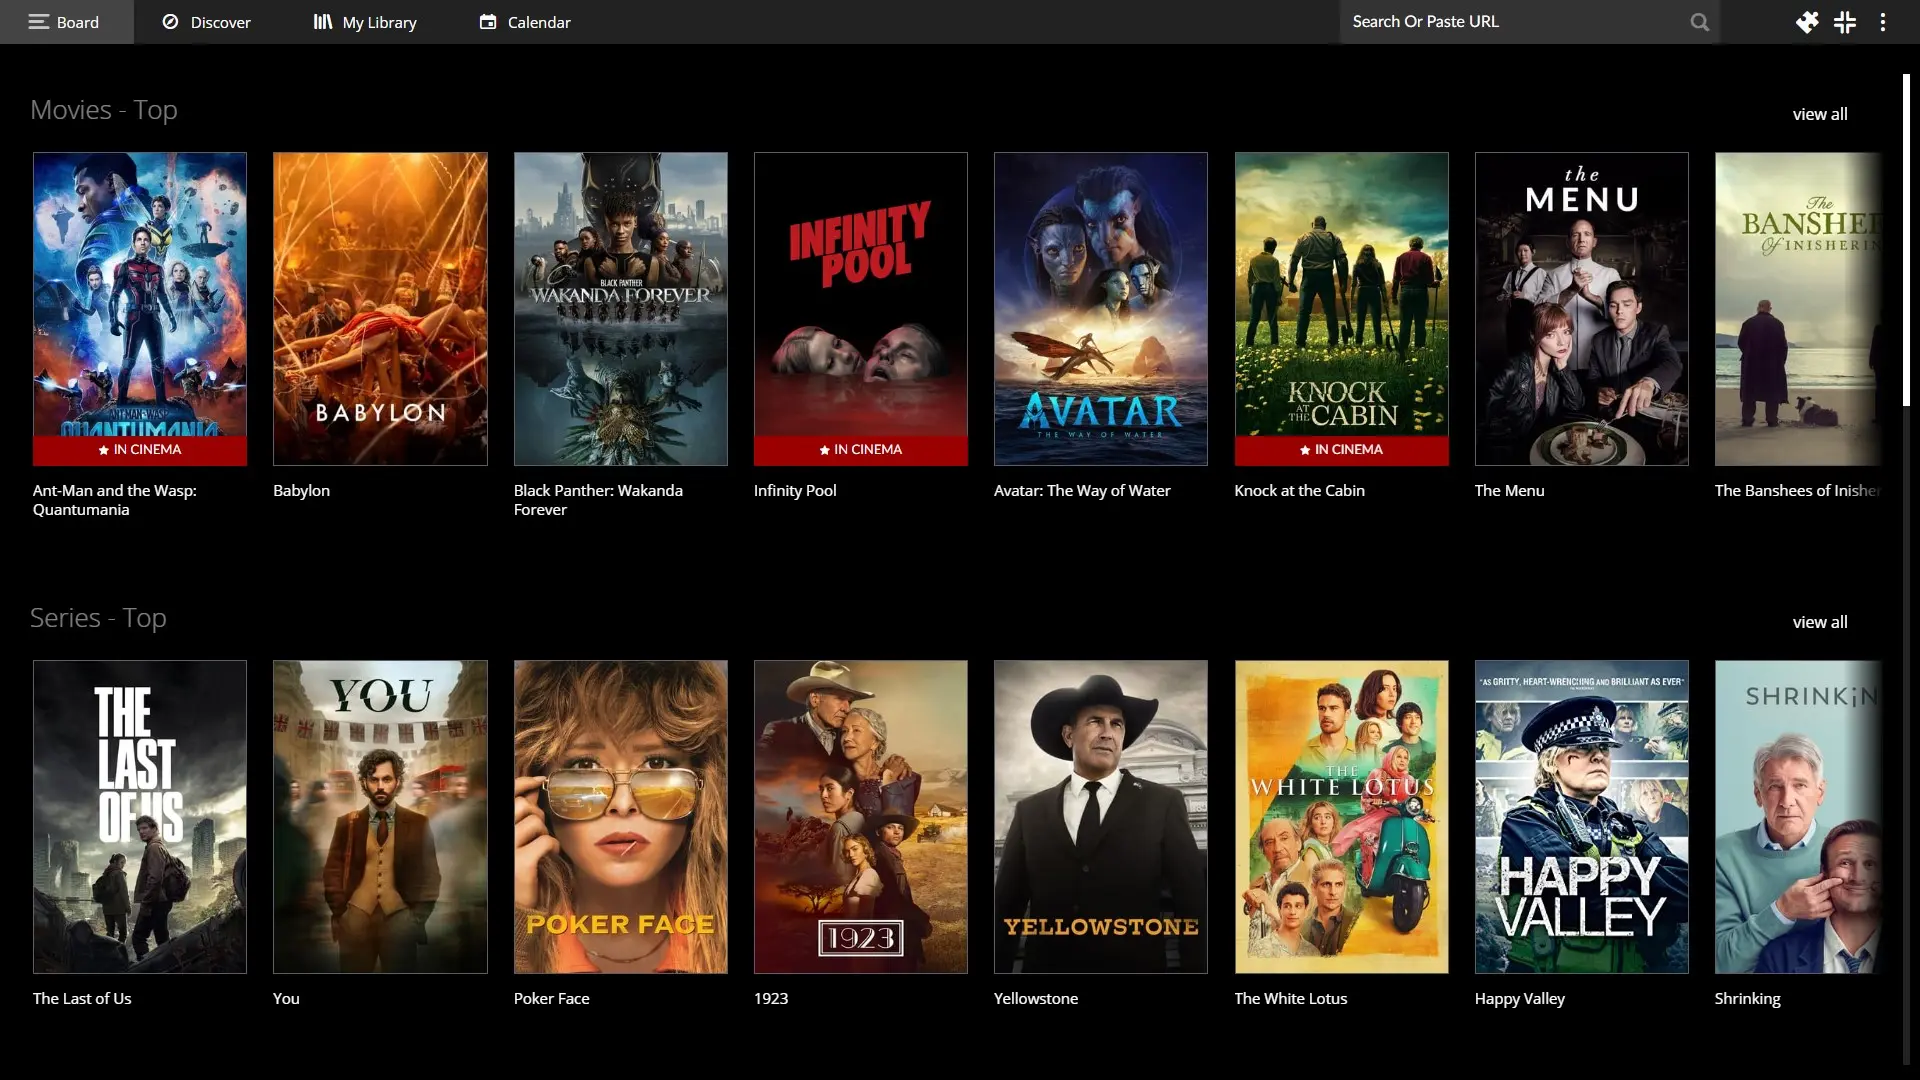 Board
Discover
My Library
Calendar
Search Or Paste URL
Movies - Top
view all
ANT-MAN AND THE WASP
QUANTUMANIA
★ IN CINEMA
BABYLON
BLACK PANTHER
WAKANDA FOREVER
INFINITY
POOL
★ IN CINEMA
AVATAR
THE WAY OF WATER
KNOCK
AT THE CABIN
★ IN CINEMA
the
MENU
The
BANSHEE
Of INISHERIN
Ant-Man and the Wasp:
Quantumania
Babylon
Black Panther: Wakanda
Forever
Infinity Pool
Avatar: The Way of Water
Knock at the Cabin
The Menu
The Banshees of Inisher
Series - Top
view all
THE
LAST
OF US
YOU
POKER FACE
1923
YELLOWSTONE
THE
WHITE LOTUS
"AS GRITTY, HEART-WRENCHING AND BRILLIANT AS EVER"
HAPPY
VALLEY
SHRINKiN
The Last of Us
You
Poker Face
1923
Yellowstone
The White Lotus
Happy Valley
Shrinking